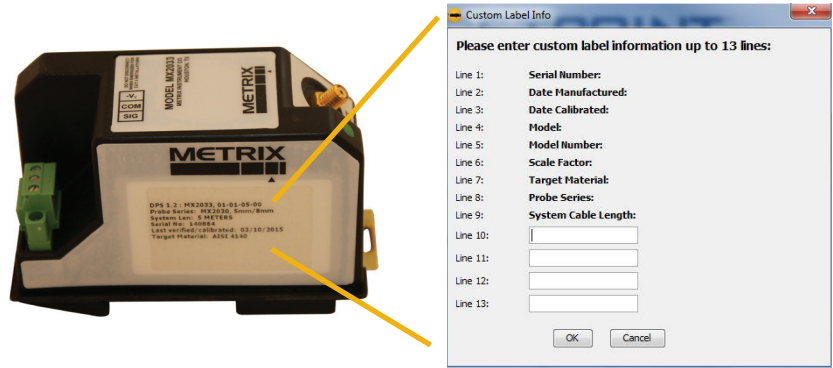 -Vᵧ
COM
SIG
MODEL MX2033
METRIX INSTRUMENT CO.
HOUSTON, TX
METRIX
METRIX
DPS 1.2 : MX2033, 01-01-05-00
Probe Series: MX2030, 5mm/8mm
System Len: 5 METERS
Serial No: 140664
Last verified/calibrated: 03/10/2015
Target Material: AISI 4140
Custom Label Info
Please enter custom label information up to 13 lines:
Line 1: Serial Number:
Line 2: Date Manufactured:
Line 3: Date Calibrated:
Line 4: Model:
Line 5: Model Number:
Line 6: Scale Factor:
Line 7: Target Material:
Line 8: Probe Series:
Line 9: System Cable Length:
Line 10:
Line 11:
Line 12:
Line 13:
OK Cancel